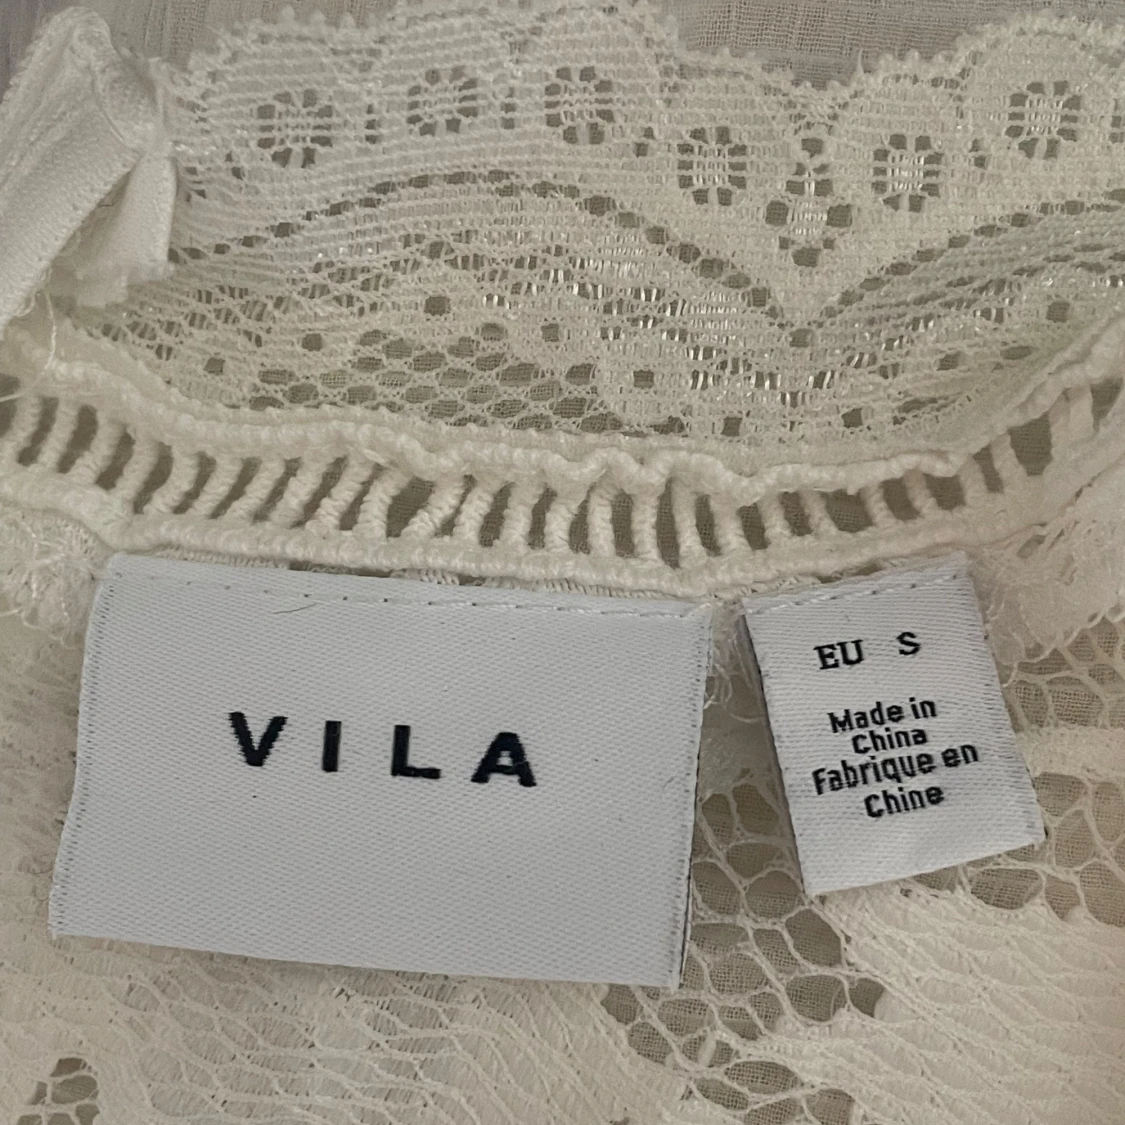 VILA
EU S
Made in
China
Fabrique en
Chine